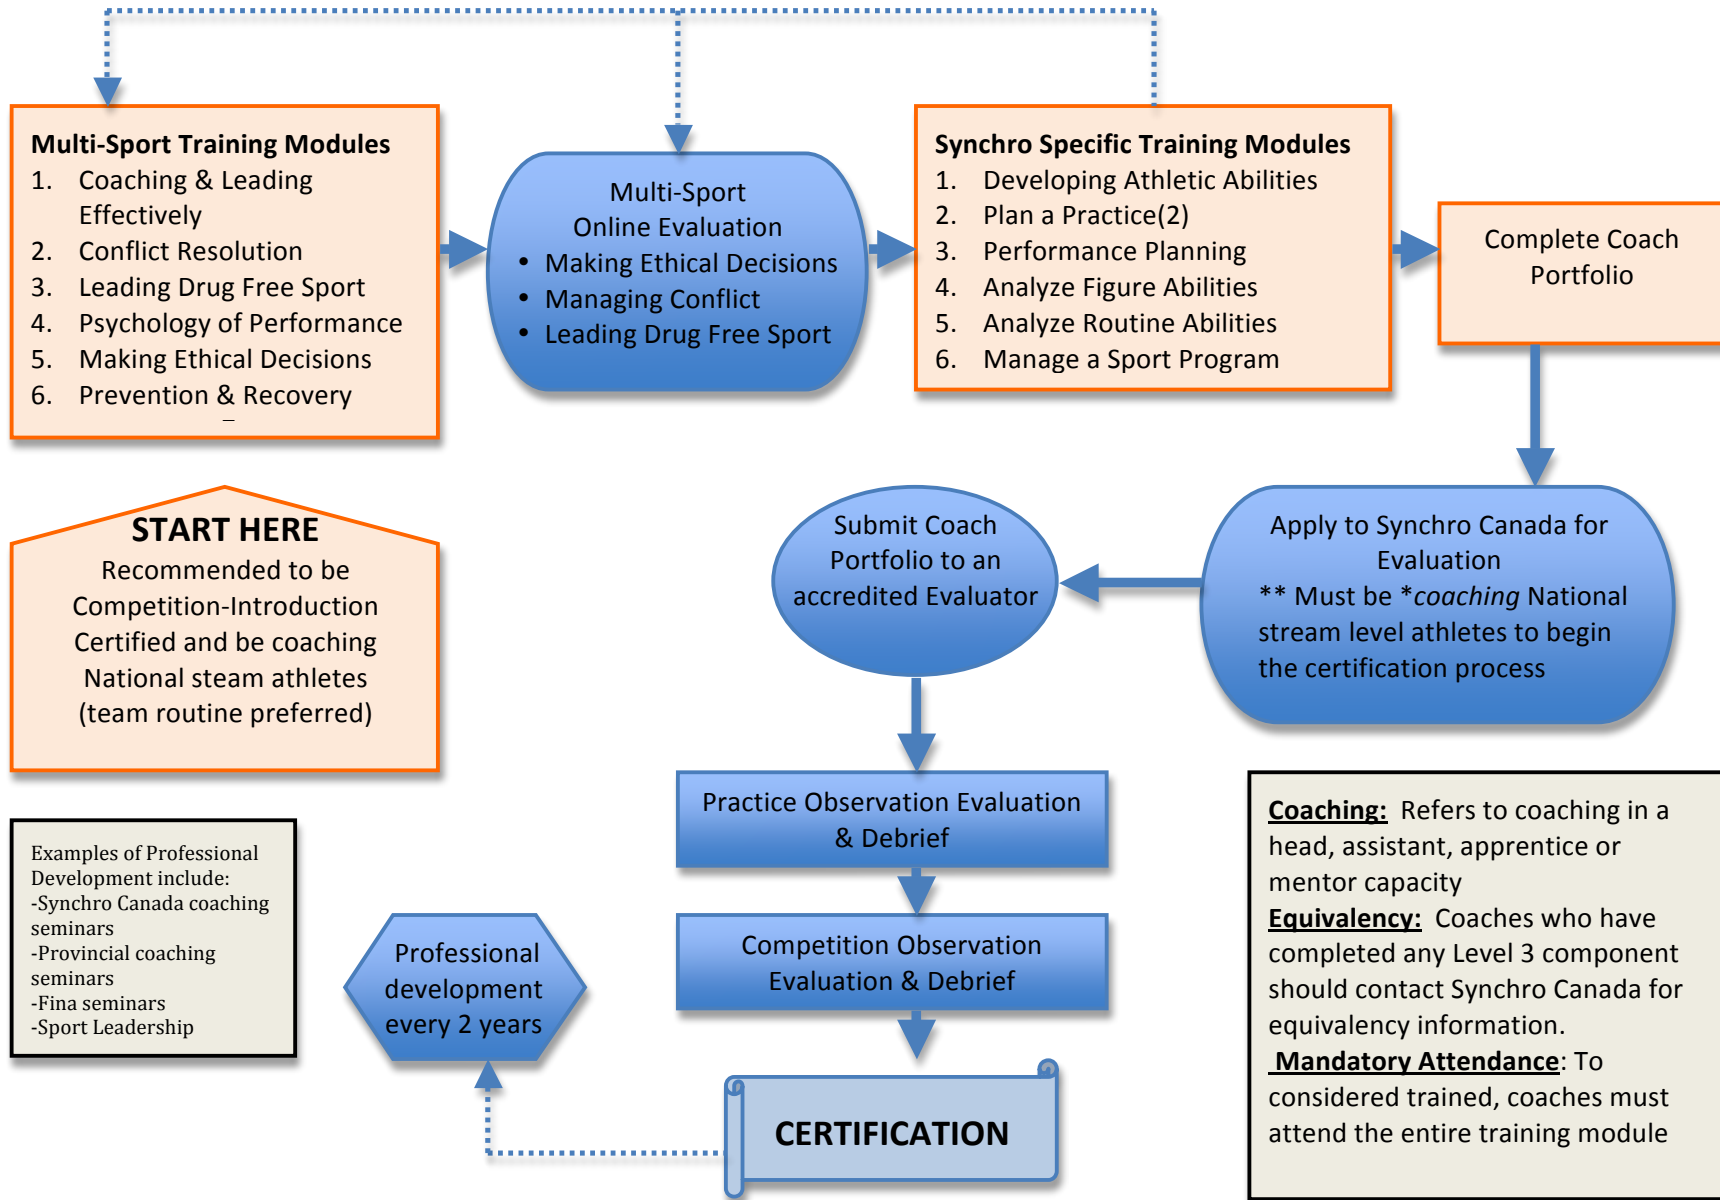 Multi-Sport Training Modules
1. Coaching & Leading
Effectively
2. Conflict Resolution
3. Leading Drug Free Sport
4. Psychology of Performance
5. Making Ethical Decisions
6. Prevention & Recovery
Multi-Sport
Online Evaluation
• Making Ethical Decisions
• Managing Conflict
• Leading Drug Free Sport
Synchro Specific Training Modules
1. Developing Athletic Abilities
2. Plan a Practice(2)
3. Performance Planning
4. Analyze Figure Abilities
5. Analyze Routine Abilities
6. Manage a Sport Program
Complete Coach
Portfolio
START HERE
Recommended to be
Competition-Introduction
Certified and be coaching
National steam athletes
(team routine preferred)
Submit Coach
Portfolio to an
accredited Evaluator
Apply to Synchro Canada for
Evaluation
** Must be *coaching National
stream level athletes to begin
the certification process
Practice Observation Evaluation
& Debrief
Competition Observation
Evaluation & Debrief
CERTIFICATION
Professional
development
every 2 years
Examples of Professional
Development include:
-Synchro Canada coaching
seminars
-Provincial coaching
seminars
-Fina seminars
-Sport Leadership
Coaching: Refers to coaching in a
head, assistant, apprentice or
mentor capacity
Equivalency: Coaches who have
completed any Level 3 component
should contact Synchro Canada for
equivalency information.
Mandatory Attendance: To
considered trained, coaches must
attend the entire training module